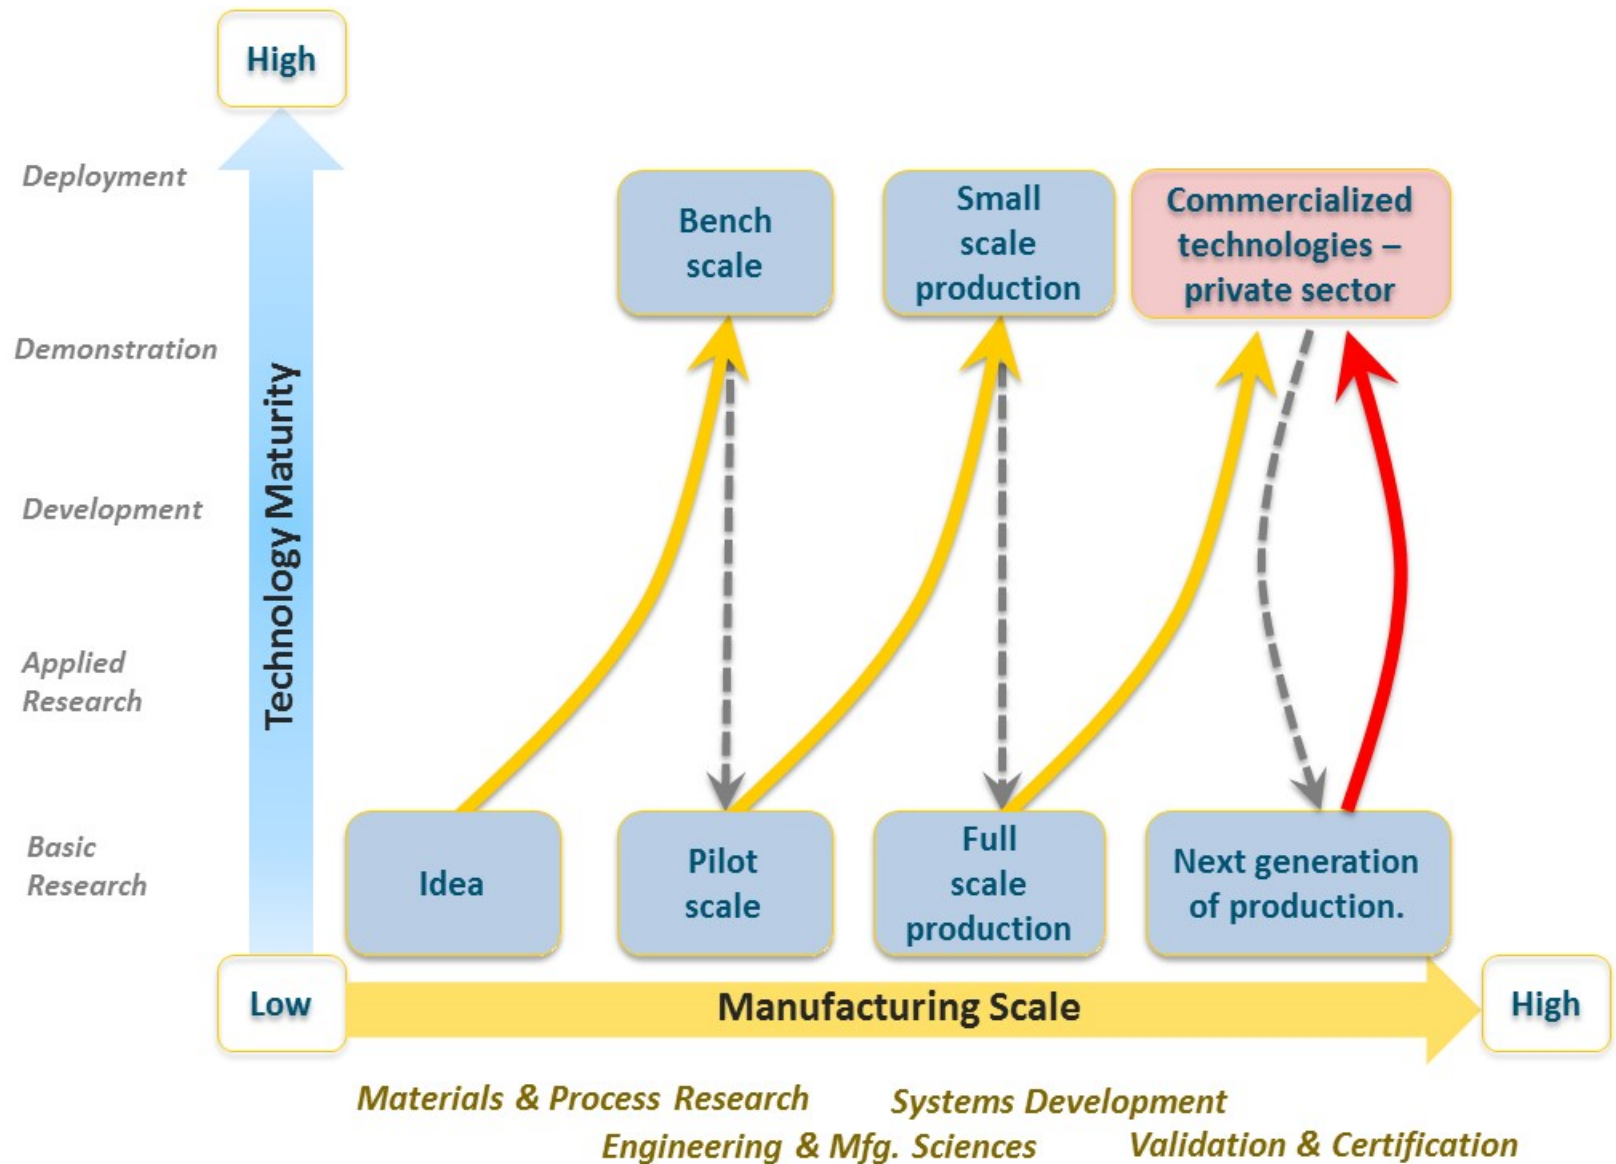 High
Deployment
Demonstration
Development
Applied
Research
Basic
Research
Technology Maturity
Bench
scale
Small
scale
production
Commercialized
technologies –
private sector
Idea
Pilot
scale
Full
scale
production
Next generation
of production.
Low
Manufacturing Scale
High
Materials & Process Research
Systems Development
Engineering & Mfg. Sciences
Validation & Certification